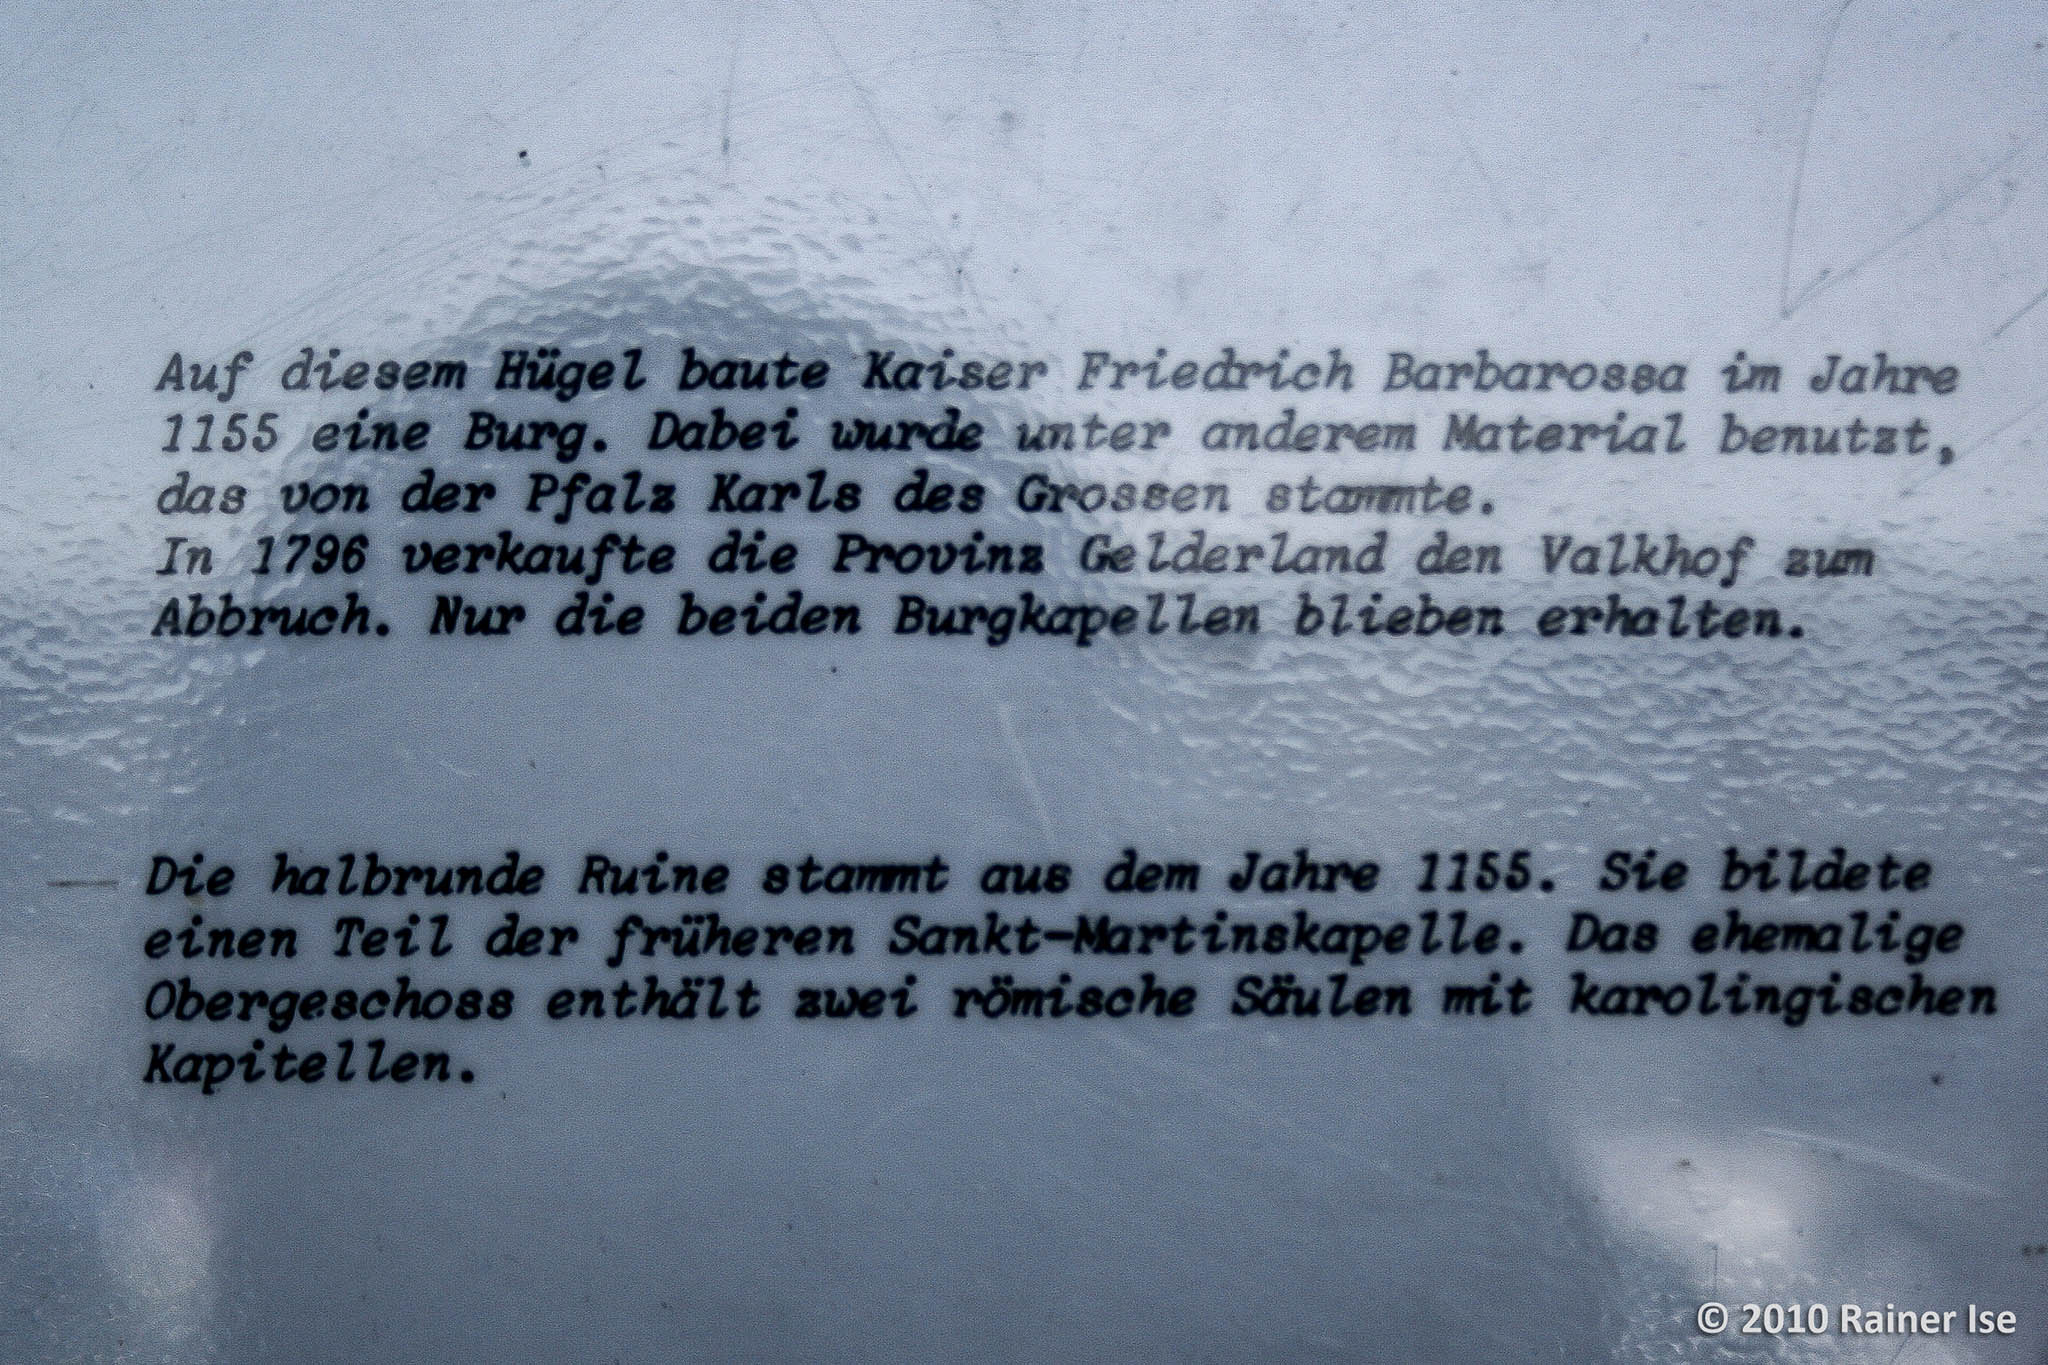 Auf diesem Hügel baute Kaiser Friedrich Barbarossa im Jahre
1155 eine Burg. Dabei wurde unter anderem Material benutzt,
das von der Pfalz Karls des Grossen stammte.
In 1796 verkaufte die Provinz Gelderland den Valkhof zum
Abbruch. Nur die beiden Burgkapellen blieben erhalten.
Die halbrunde Ruine stammt aus dem Jahre 1155. Sie bildete
einen Teil der früheren Sankt-Martinskapelle. Das ehemalige
Obergeschoss enthält zwei römische Säulen mit karolingischen
Kapitellen.
© 2010 Rainer Ise